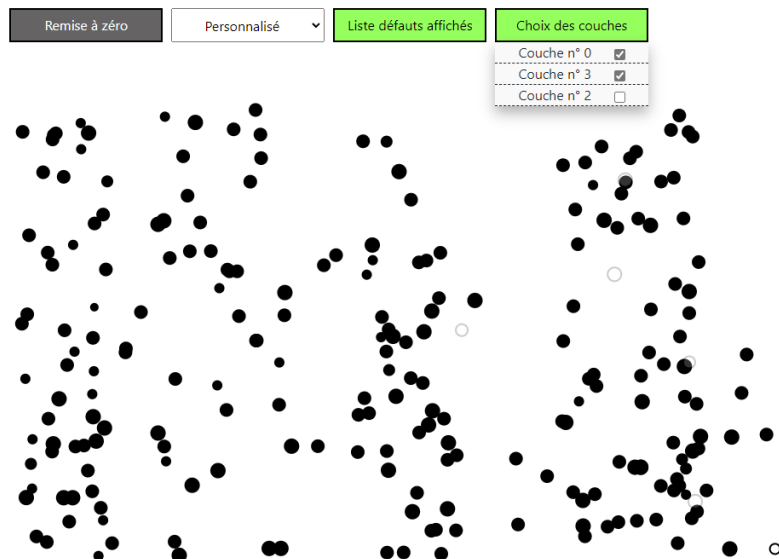 Remise à zéro
Personnalisé
Liste défauts affichés
Choix des couches
Couche n° 0
Couche n° 3
Couche n° 2